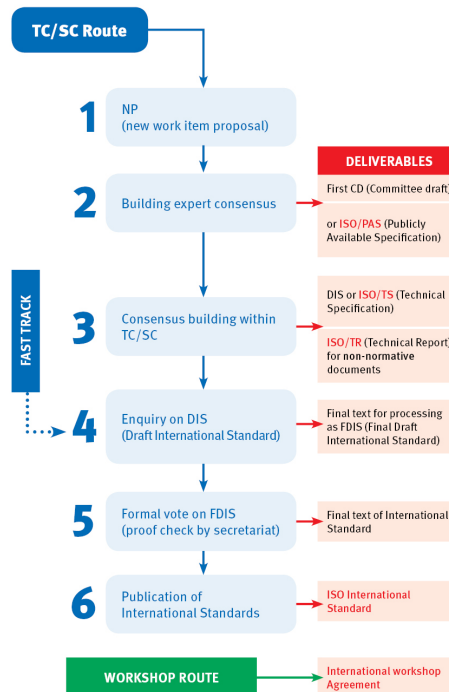 TC/SC Route
1
NP
(new work item proposal)
DELIVERABLES
2
Building expert consensus
First CD (Committee draft)
or ISO/PAS (Publicly
Available Specification)
FAST TRACK
3
Consensus building within
TC/SC
DIS or ISO/TS (Technical
Specification)
ISO/TR (Technical Report)
for non-normative
documents
4
Enquiry on DIS
(Draft International Standard)
Final text for processing
as FDIS (Final Draft
International Standard)
5
Formal vote on FDIS
(proof check by secretariat)
Final text of International
Standard
6
Publication of
International Standards
ISO International
Standard
WORKSHOP ROUTE
International workshop
Agreement